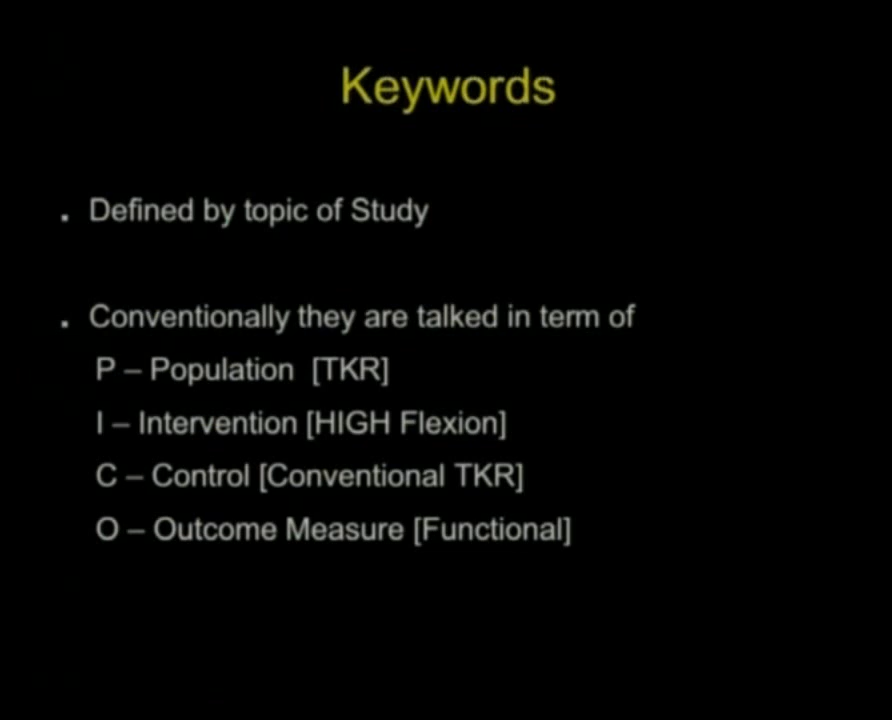 Keywords
. Defined by topic of Study
. Conventionally they are talked in term of
P – Population [TKR]
I – Intervention [HIGH Flexion]
C – Control [Conventional TKR]
O – Outcome Measure [Functional]